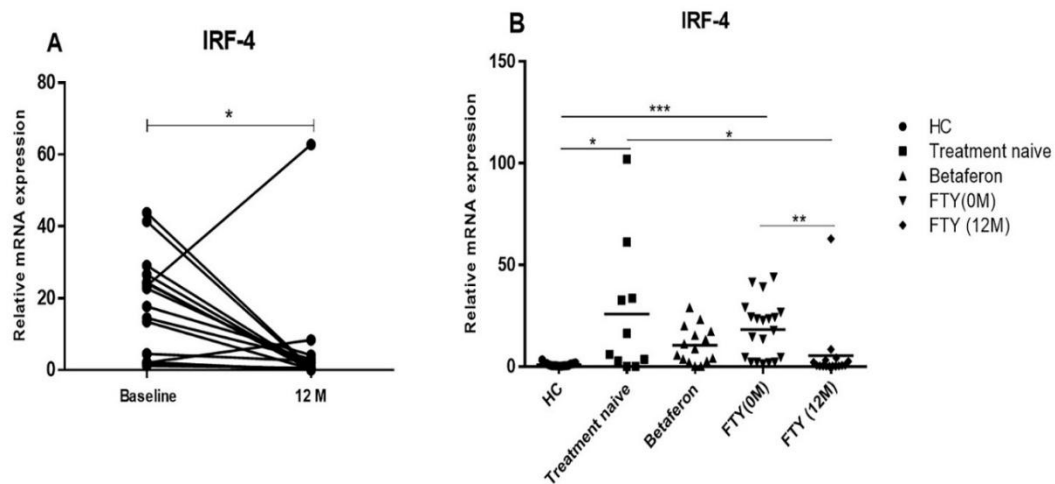 A
IRF-4
Relative mRNA expression
80
60
40
20
0
*
Baseline
12 M
B
IRF-4
Relative mRNA expression
150
100
50
0
***
*
*
**
HC
Treatment naive
Betaferon
FTY(0M)
FTY (12M)
HC
Treatment naive
Betaferon
FTY(0M)
FTY (12M)